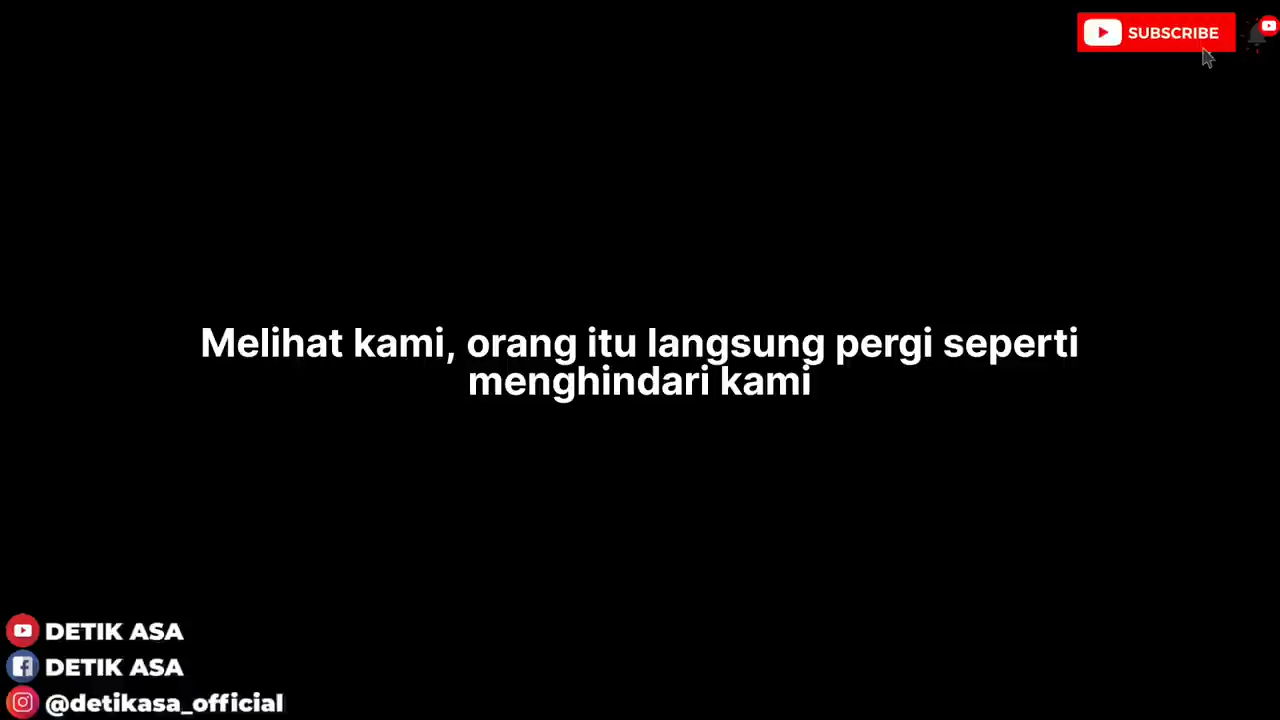 SUBSCRIBE
Melihat kami, orang itu langsung pergi seperti
menghindari kami
DETIK ASA
DETIK ASA
@detikasa_official